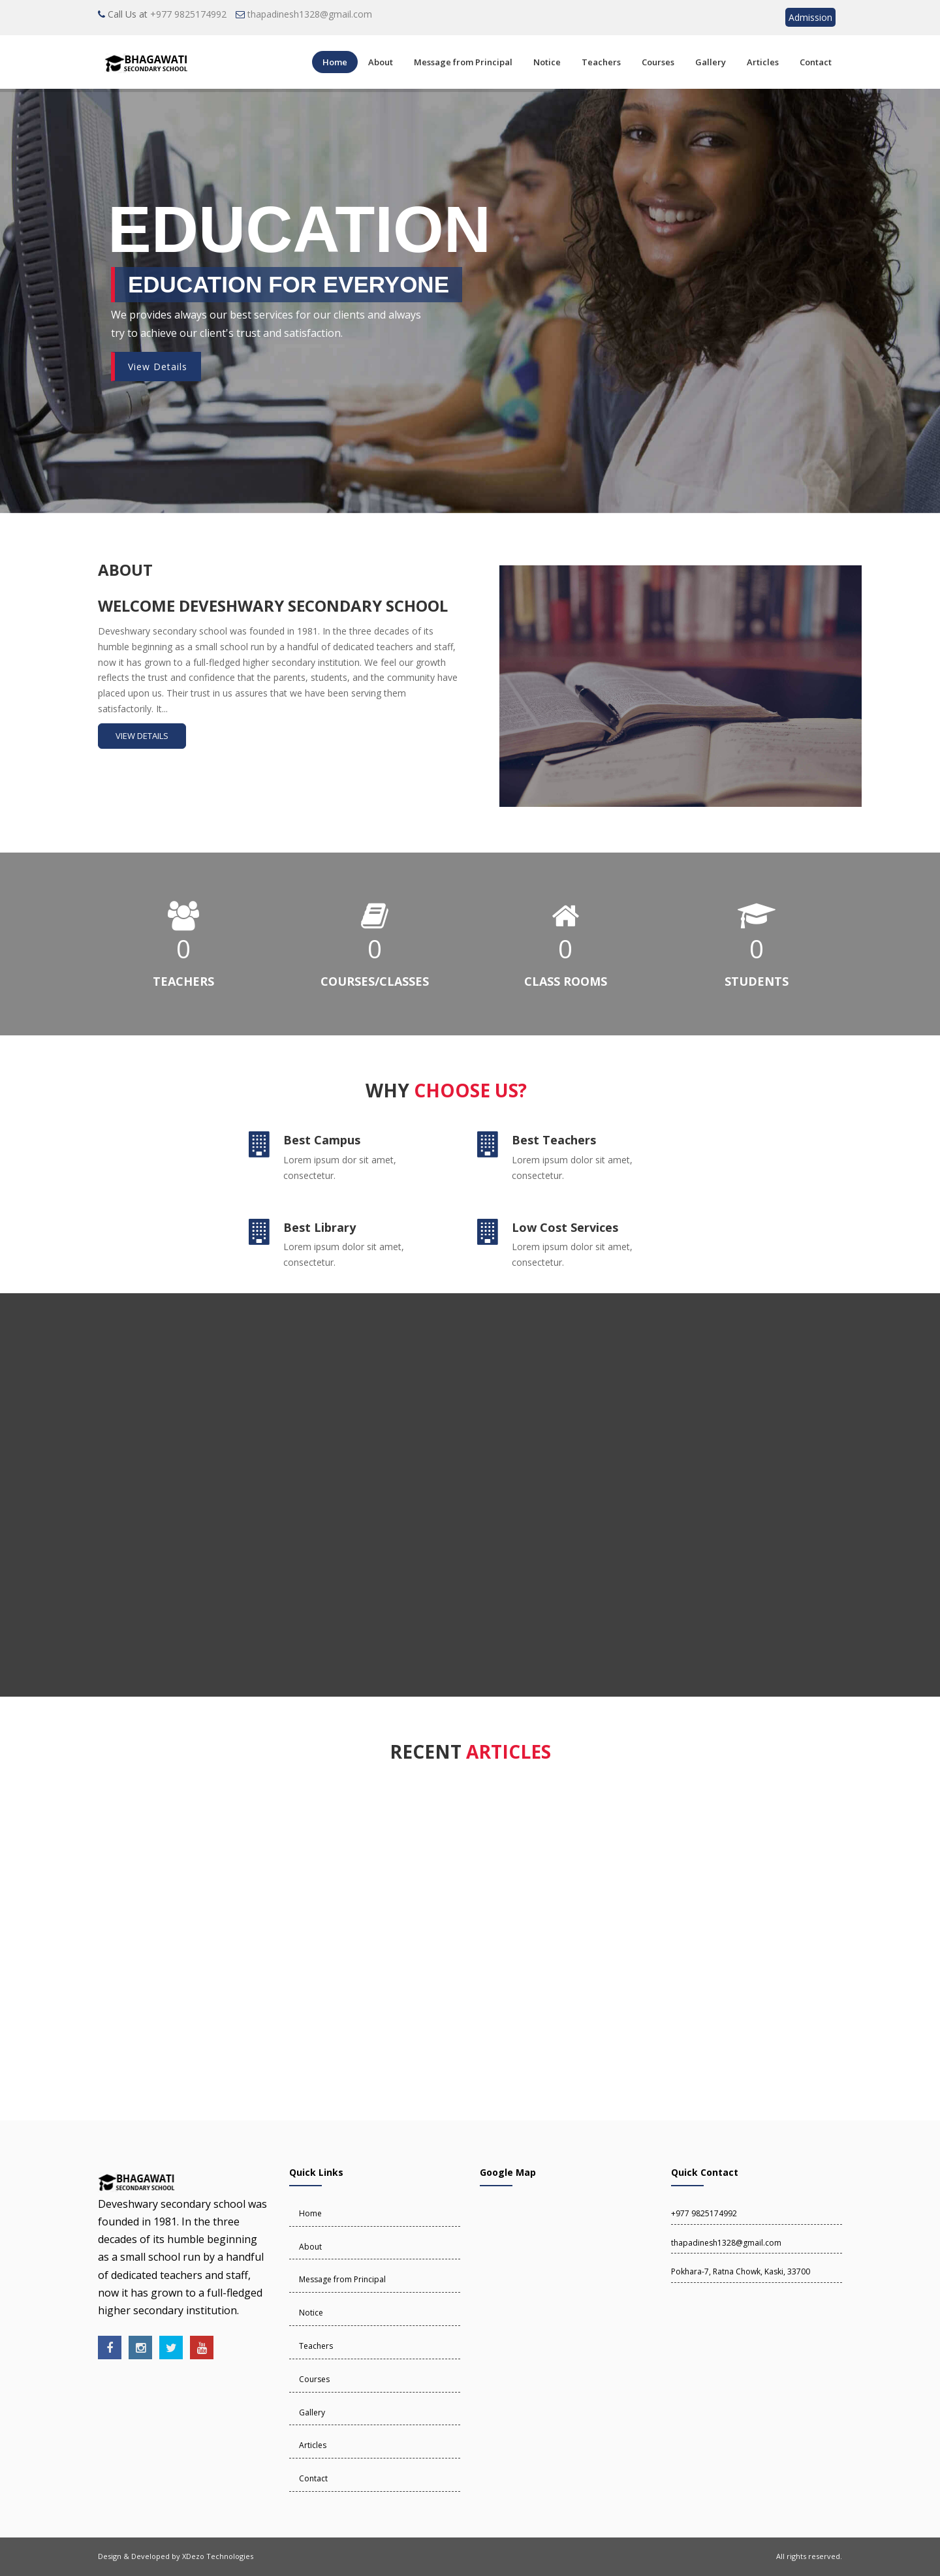 Call Us at +977 9825174992 thapadinesh1328@gmail.com
Admission
BHAGAWATI
SECONDARY SCHOOL
Home About Message from Principal Notice Teachers Courses Gallery Articles Contact
EDUCATION
EDUCATION FOR EVERYONE
We provides always our best services for our clients and always
try to achieve our client's trust and satisfaction.
View Details
ABOUT
WELCOME DEVESHWARY SECONDARY SCHOOL
Deveshwary secondary school was founded in 1981. In the three decades of its
humble beginning as a small school run by a handful of dedicated teachers and staff,
now it has grown to a full-fledged higher secondary institution. We feel our growth
reflects the trust and confidence that the parents, students, and the community have
placed upon us. Their trust in us assures that we have been serving them
satisfactorily. It...
VIEW DETAILS
0 0 0 0
TEACHERS COURSES/CLASSES CLASS ROOMS STUDENTS
WHY CHOOSE US?
Best Campus
Lorem ipsum dor sit amet,
consectetur.
Best Teachers
Lorem ipsum dolor sit amet,
consectetur.
Best Library
Lorem ipsum dolor sit amet,
consectetur.
Low Cost Services
Lorem ipsum dolor sit amet,
consectetur.
RECENT ARTICLES
BHAGAWATI
SECONDARY SCHOOL
Deveshwary secondary school was
founded in 1981. In the three
decades of its humble beginning
as a small school run by a handful
of dedicated teachers and staff,
now it has grown to a full-fledged
higher secondary institution.
Quick Links
Home
About
Message from Principal
Notice
Teachers
Courses
Gallery
Articles
Contact
Google Map
Quick Contact
+977 9825174992
thapadinesh1328@gmail.com
Pokhara-7, Ratna Chowk, Kaski, 33700
Design & Developed by XDezo Technologies
All rights reserved.